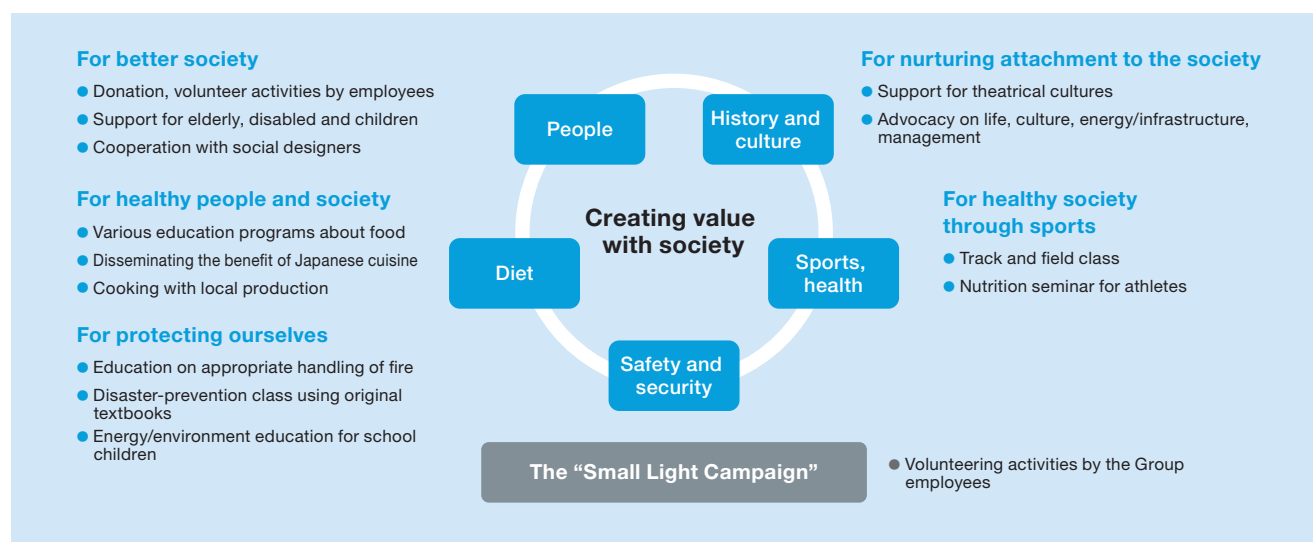 For better society
● Donation, volunteer activities by employees
● Support for elderly, disabled and children
● Cooperation with social designers
For healthy people and society
● Various education programs about food
● Disseminating the benefit of Japanese cuisine
● Cooking with local production
For protecting ourselves
● Education on appropriate handling of fire
● Disaster-prevention class using original
textbooks
● Energy/environment education for school
children
People
History and
culture
Creating value
with society
Diet
Sports,
health
Safety and
security
For nurturing attachment to the society
● Support for theatrical cultures
● Advocacy on life, culture, energy/infrastructure,
management
For healthy society
through sports
● Track and field class
● Nutrition seminar for athletes
The “Small Light Campaign”
● Volunteering activities by the Group
employees